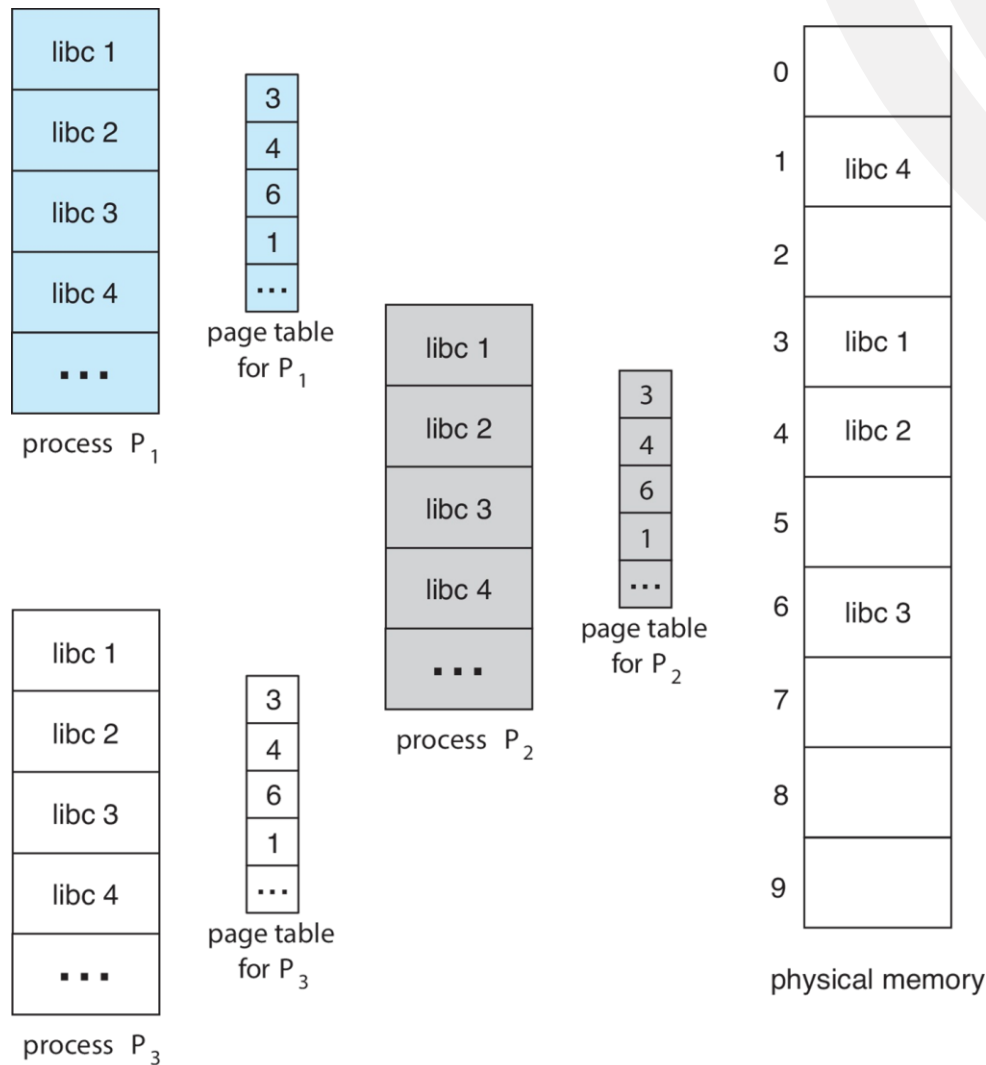 libc 1
libc 2
libc 3
libc 4
...
process P1
3
4
6
1
...
page table
for P1
libc 1
libc 2
libc 3
libc 4
...
process P2
3
4
6
1
...
page table
for P2
libc 1
libc 2
libc 3
libc 4
...
process P3
3
4
6
1
...
page table
for P3
0
1 libc 4
2
3 libc 1
4 libc 2
5
6 libc 3
7
8
9
physical memory